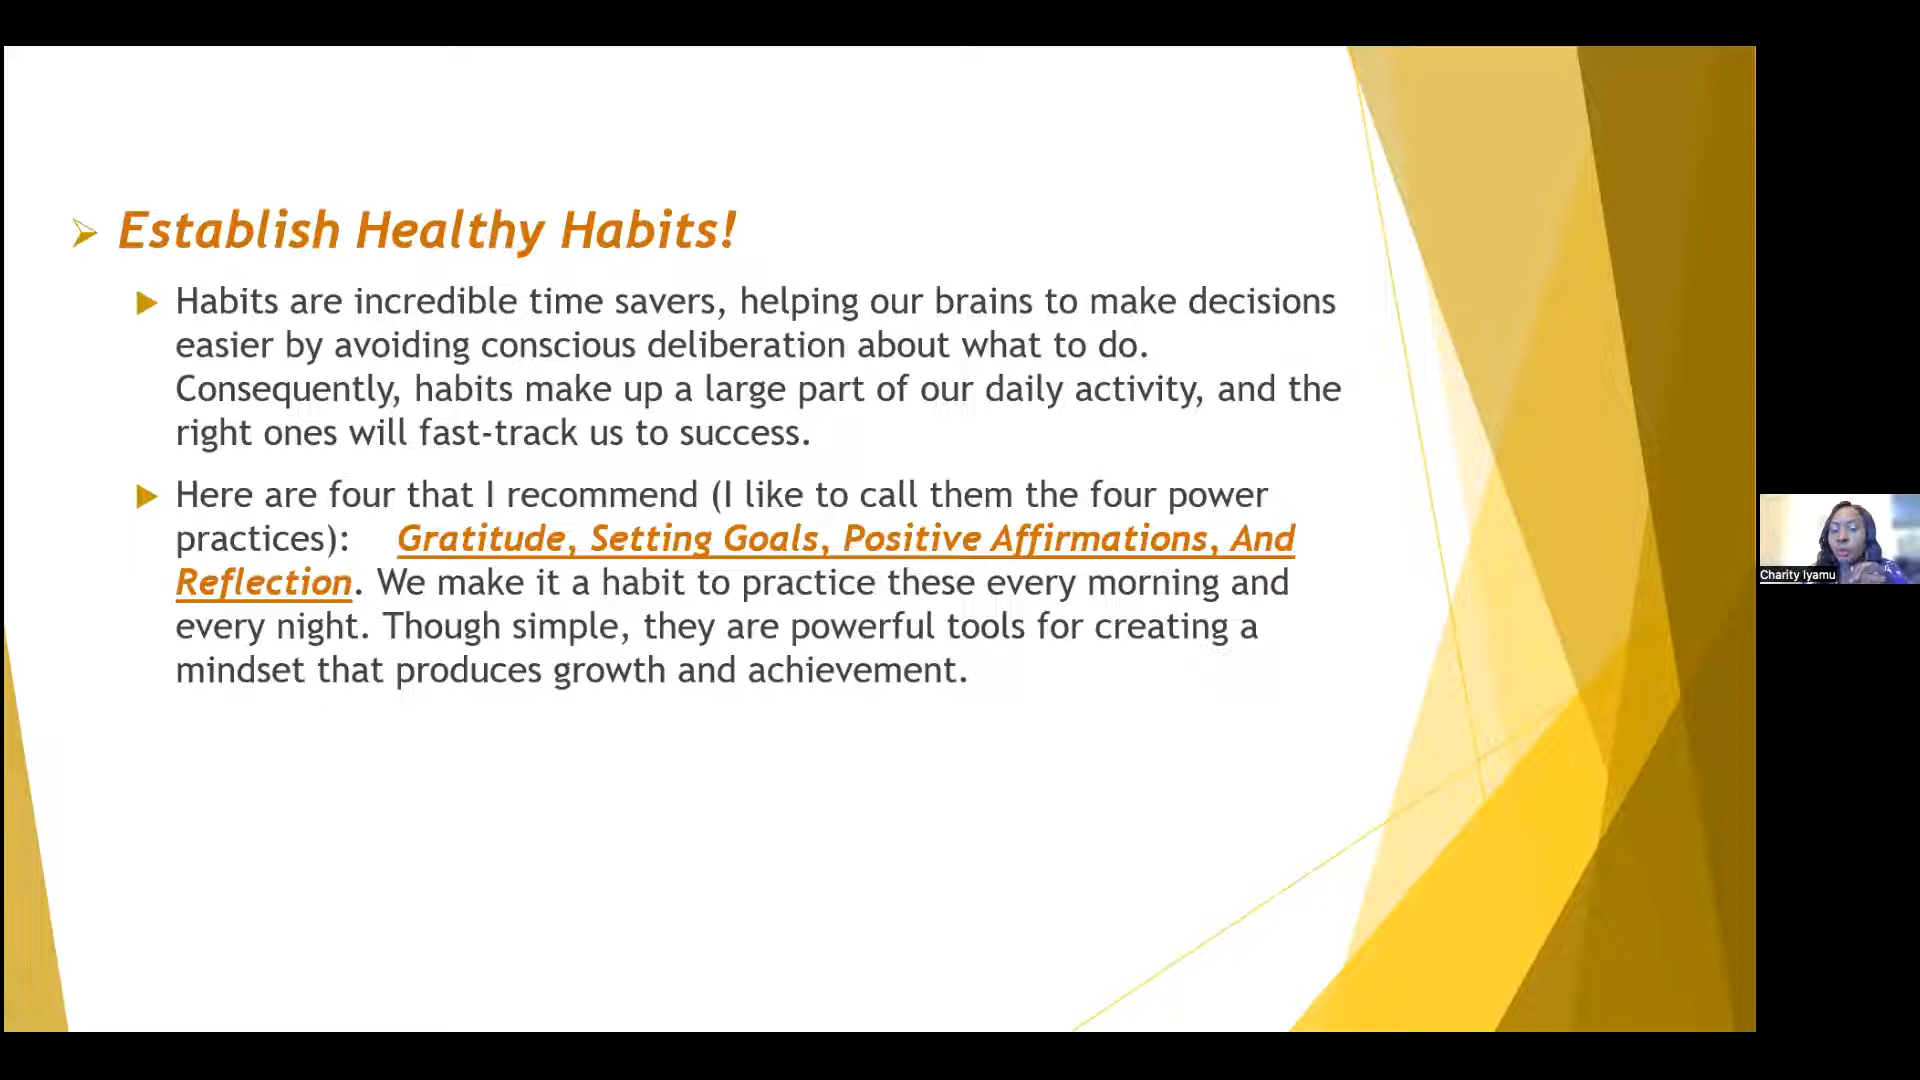 Establish Healthy Habits!
Habits are incredible time savers, helping our brains to make decisions
easier by avoiding conscious deliberation about what to do.
Consequently, habits make up a large part of our daily activity, and the
right ones will fast-track us to success.
Here are four that I recommend (I like to call them the four power
practices): Gratitude, Setting Goals, Positive Affirmations, And
Reflection. We make it a habit to practice these every morning and
every night. Though simple, they are powerful tools for creating a
mindset that produces growth and achievement.
Charity Iyamu